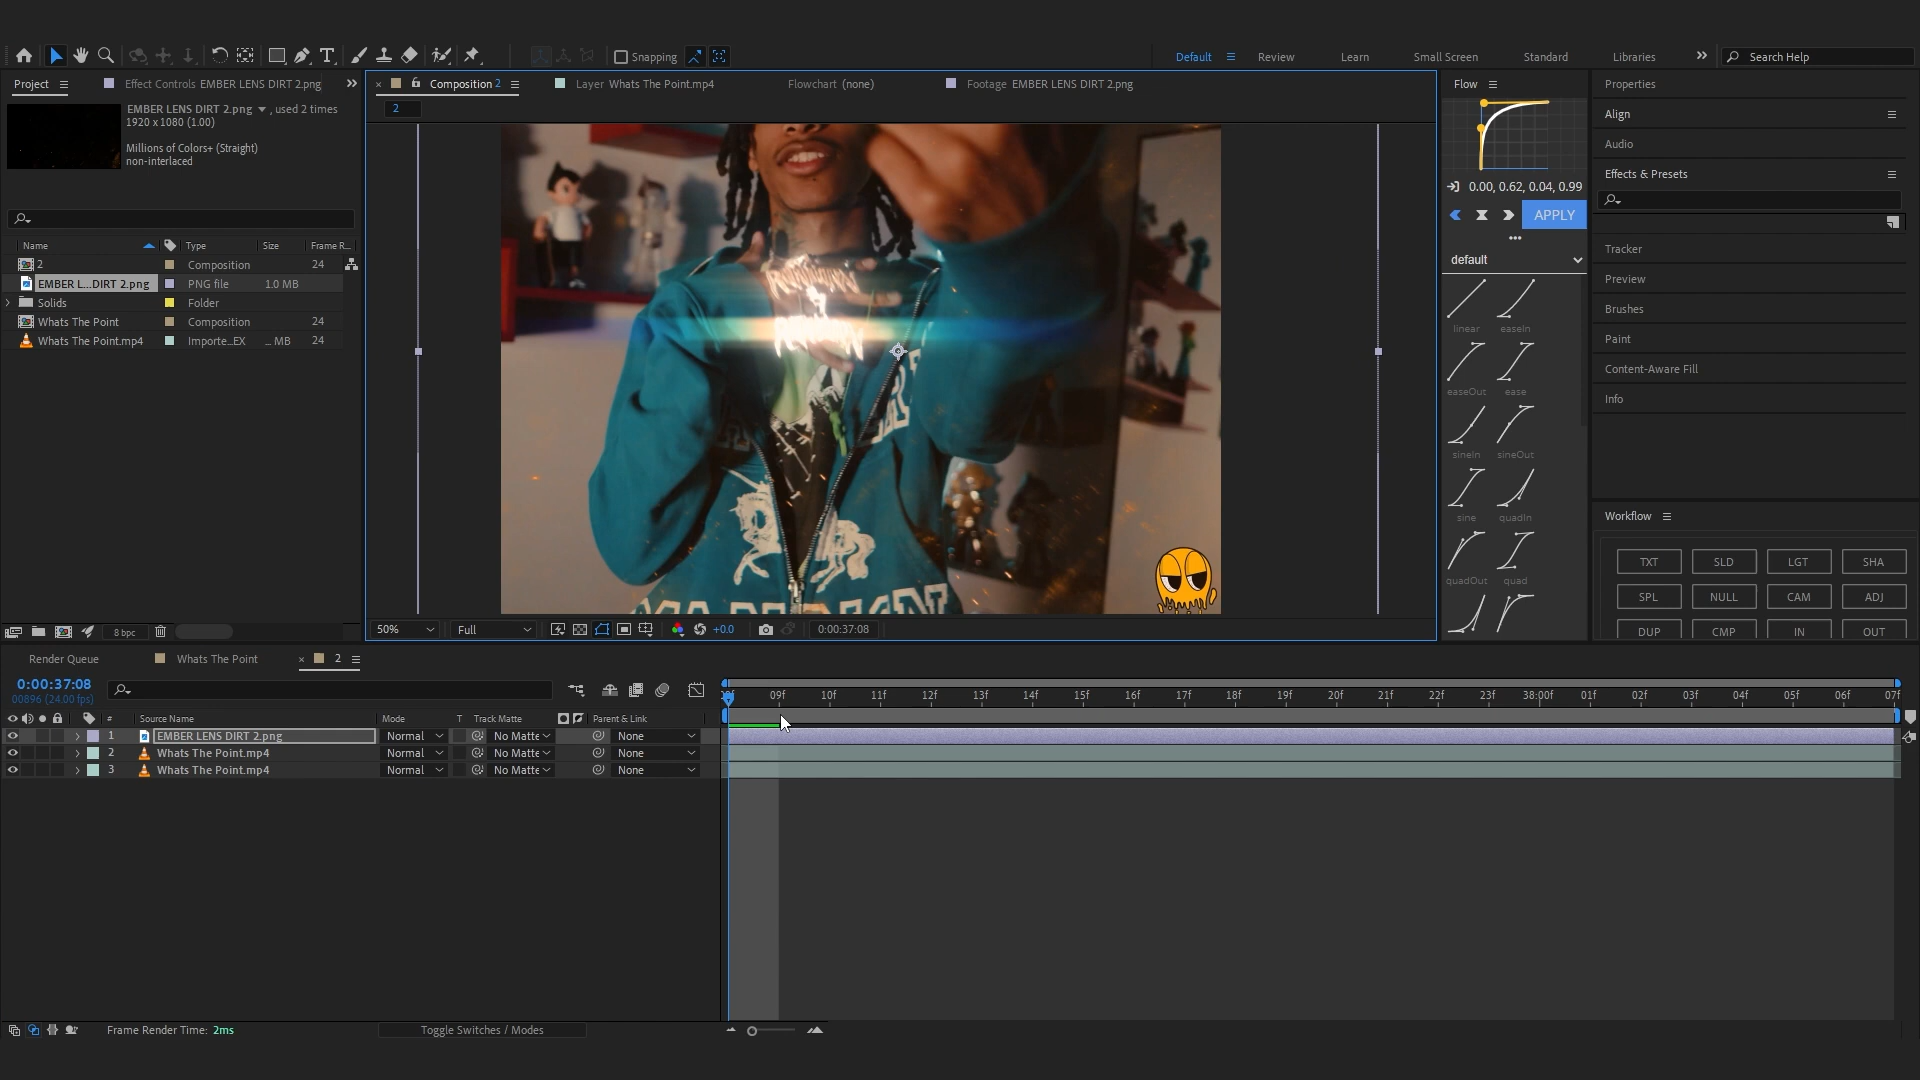 Snapping
Default
Review
Learn
Small Screen
Standard
Libraries
Search Help
Project
Effect Controls EMBER LENS DIRT 2.png
Composition 2
Layer Whats The Point.mp4
Flowchart (none)
Footage EMBER LENS DIRT 2.png
Flow
Properties
2
EMBER LENS DIRT 2.png , used 2 times
1920 x 1080 (1.00)
Millions of Colors+ (Straight)
non-interlaced
Align
Audio
Effects & Presets
0.00, 0.62, 0.04, 0.99
APPLY
Name Type Size Frame R...
2 Composition 24
EMBER L...DIRT 2.png PNG file 1.0 MB
Solids Folder
Whats The Point Composition 24
Whats The Point.mp4 Importe...EX ... MB 24
default
linear easeIn
easeOut ease
sineIn sineOut
sine quadIn
quadOut quad
Tracker
Preview
Brushes
Paint
Content-Aware Fill
Info
Workflow
TXT SLD LGT SHA
SPL NULL CAM ADJ
DUP CMP IN OUT
8 bpc
50% Full +0.0 0:00:37:08
Render Queue
Whats The Point
2
0:00:37:08
00896 (24.00 fps)
09f 10f 11f 12f 13f 14f 15f 16f 17f 18f 19f 20f 21f 22f 23f 38:00f 01f 02f 03f 04f 05f 06f 07f
# Source Name Mode T Track Matte Parent & Link
1 EMBER LENS DIRT 2.png Normal No Matte None
2 Whats The Point.mp4 Normal No Matte None
3 Whats The Point.mp4 Normal No Matte None
Frame Render Time: 2ms
Toggle Switches / Modes